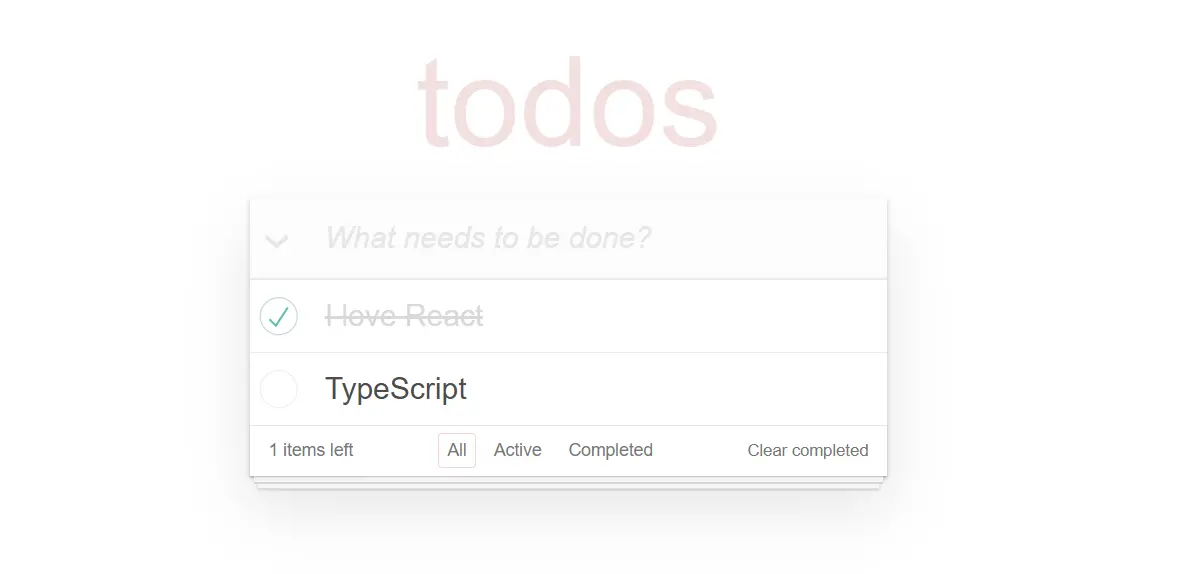 todos
What needs to be done?
I love React
TypeScript
1 items left
All
Active
Completed
Clear completed